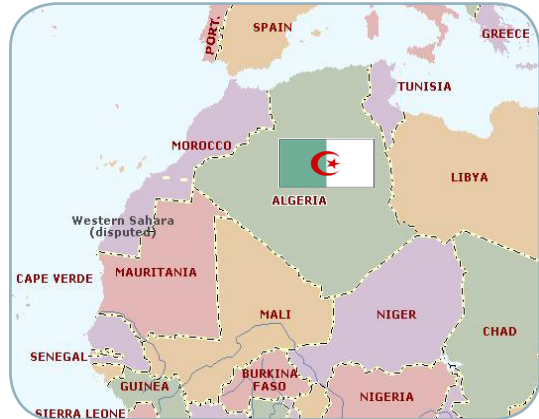 PORT.
SPAIN
GREECE
TUNISIA
MOROCCO
LIBYA
ALGERIA
Western Sahara
(disputed)
CAPE VERDE
MAURITANIA
MALI
NIGER
CHAD
SENEGAL
GUINEA
BURKINA
FASO
NIGERIA
SIERRA LEONE